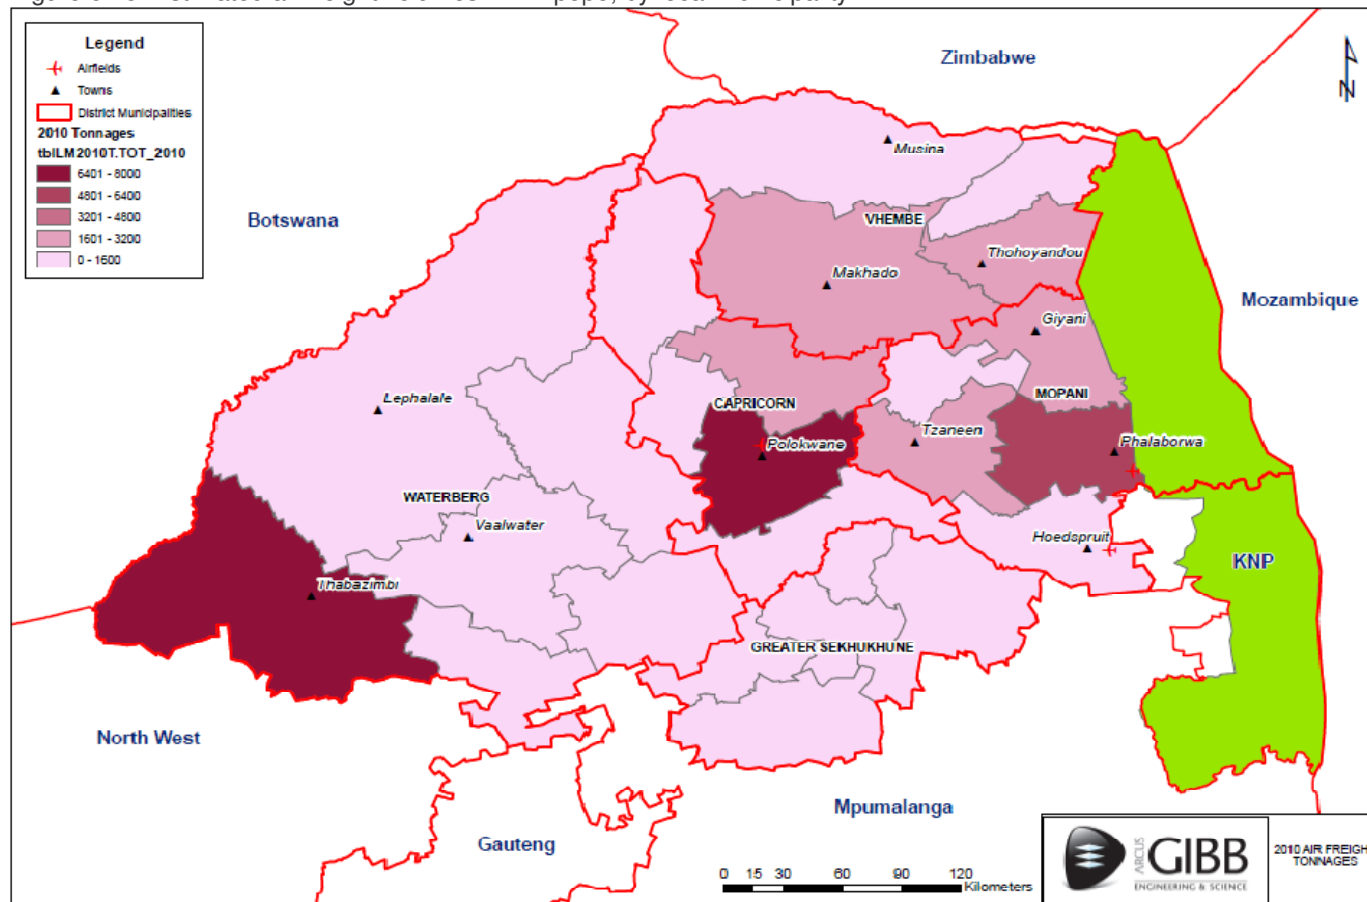 Legend
Airfields
Towns
District Municipalities
2010 Tonnages
tblLM2010T.TOT_2010
6401 - 8000
4801 - 6400
3201 - 4800
1601 - 3200
0 - 1600
Zimbabwe
N
Musina
Botswana
VHEMBE
Thohoyandou
Makhado
Mozambique
Giyani
Lephalale
CAPRICORN
MOPANI
Polokwane
Tzaneen
Phalaborwa
WATERBERG
Vaalwater
Hoedspruit
KNP
Thabazimbi
GREATER SEKHUKHUNE
North West
Mpumalanga
Gauteng
0 15 30 60 90 120
Kilometers
ARCUS
GIBB
ENGINEERING & SCIENCE
2010 AIR FREIGH
TONNAGES